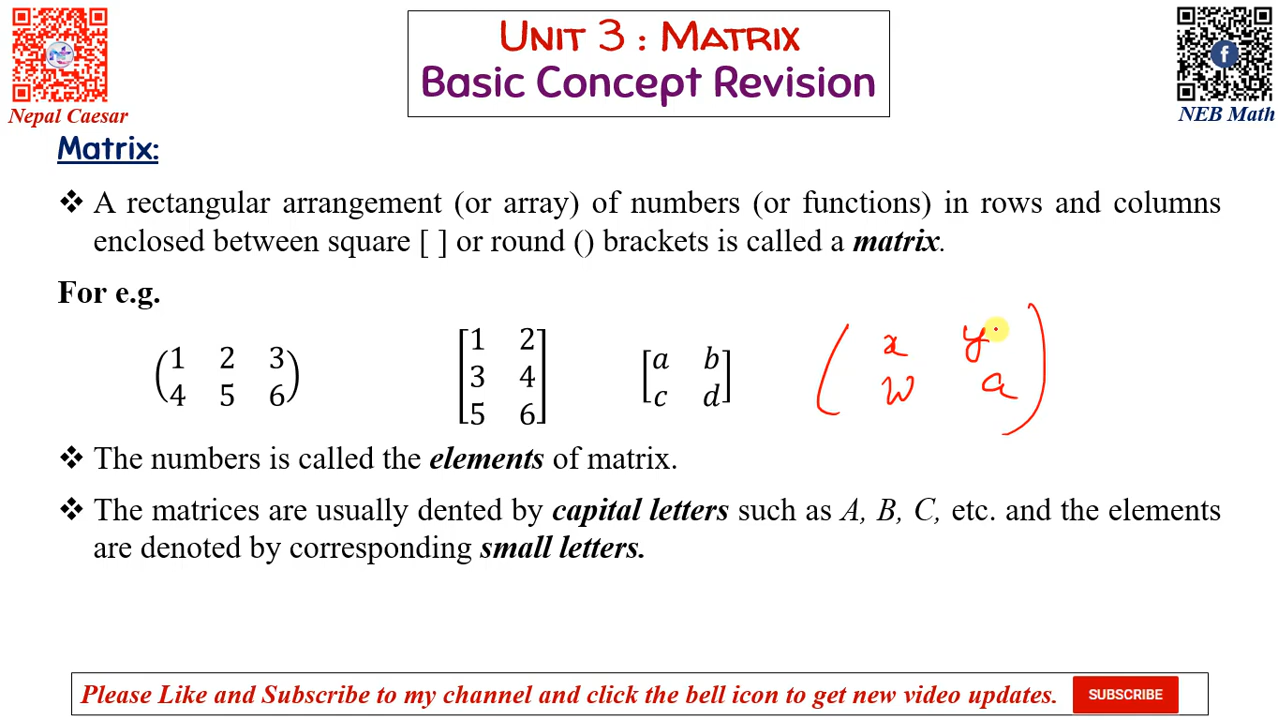 UNIT 3 : MATRIX
Basic Concept Revision
Nepal Caesar
NEB Math
Matrix:
❖ A rectangular arrangement (or array) of numbers (or functions) in rows and columns
enclosed between square [ ] or round () brackets is called a matrix.
For e.g.
(1 2 3
4 5 6)
[1 2
3 4
5 6]
[a b
c d]
(x y
w a)
❖ The numbers is called the elements of matrix.
❖ The matrices are usually dented by capital letters such as A, B, C, etc. and the elements
are denoted by corresponding small letters.
Please Like and Subscribe to my channel and click the bell icon to get new video updates.
SUBSCRIBE